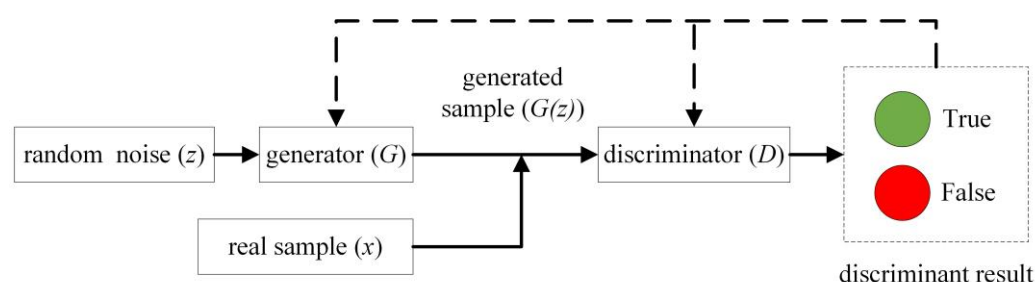 generated
sample (G(z))
random noise (z)
generator (G)
discriminator (D)
True
False
real sample (x)
discriminant result